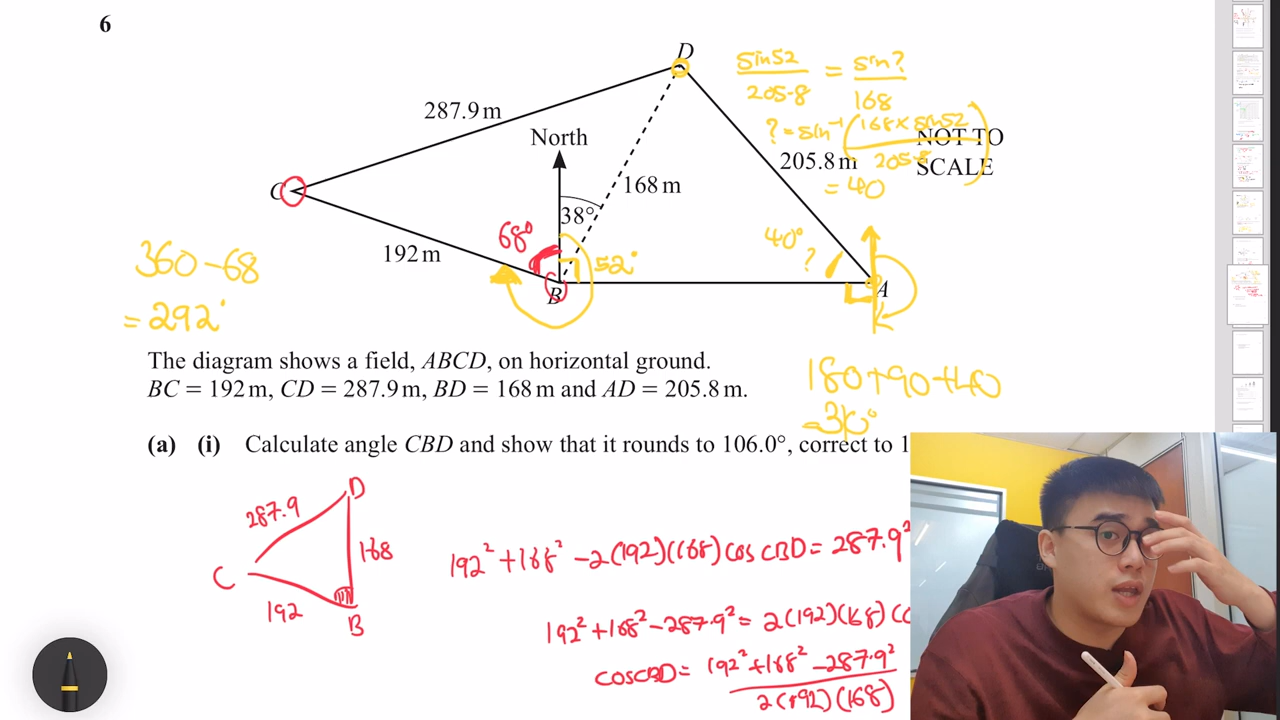 6
D
sin52/205.8 = sin?/168
287.9 m
North
? = sin⁻¹(168×sin52/205.8)
NOT TO
SCALE
205.8 m
= 40
C
168 m
38°
68°
40°
?
192 m
52°
B
A
360-68
= 292°
The diagram shows a field, ABCD, on horizontal ground.
BC = 192 m, CD = 287.9 m, BD = 168 m and AD = 205.8 m.
180+90+40
(a) (i) Calculate angle CBD and show that it rounds to 106.0°, correct to 1
D
287.9
168
C
192
B
192² + 168² - 2(192)(168) cos CBD = 287.9²
192² + 168² - 287.9² = 2(192)(168)
cosCBD = 192² + 168² - 287.9² / 2(192)(168)